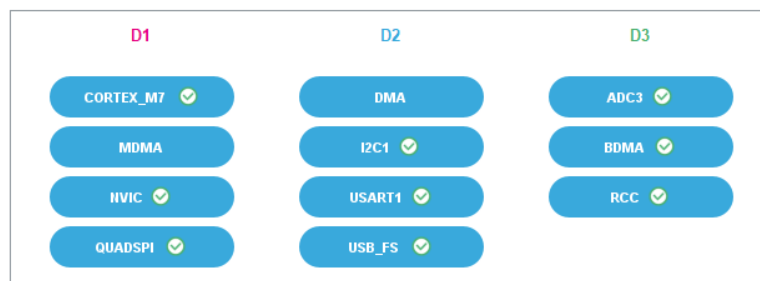 D1 D2 D3
CORTEX_M7 DMA ADC3
MDMA I2C1 BDMA
NVIC USART1 RCC
QUADSPI USB_FS